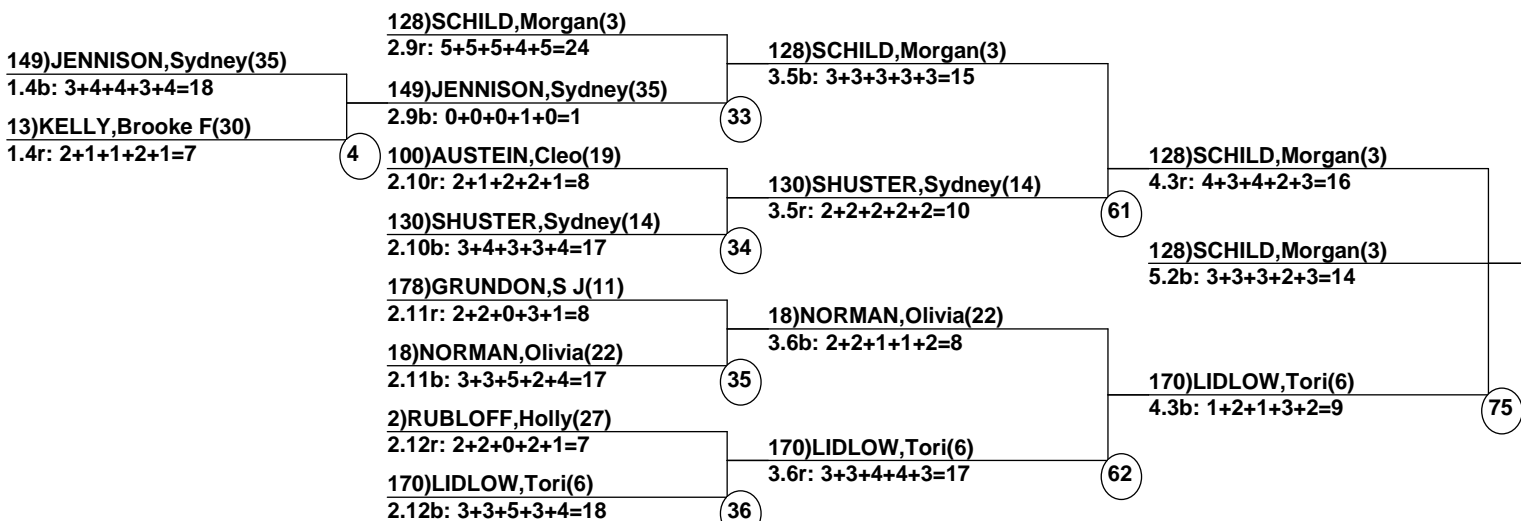 149)JENNISON,Sydney(35)
1.4b: 3+4+4+3+4=18
13)KELLY,Brooke F(30)
1.4r: 2+1+1+2+1=7
4
128)SCHILD,Morgan(3)
2.9r: 5+5+5+4+5=24
149)JENNISON,Sydney(35)
2.9b: 0+0+0+1+0=1
33
100)AUSTEIN,Cleo(19)
2.10r: 2+1+2+2+1=8
130)SHUSTER,Sydney(14)
2.10b: 3+4+3+3+4=17
34
178)GRUNDON,S J(11)
2.11r: 2+2+0+3+1=8
18)NORMAN,Olivia(22)
2.11b: 3+3+5+2+4=17
35
2)RUBLOFF,Holly(27)
2.12r: 2+2+0+2+1=7
170)LIDLOW,Tori(6)
2.12b: 3+3+5+3+4=18
36
128)SCHILD,Morgan(3)
3.5b: 3+3+3+3+3=15
130)SHUSTER,Sydney(14)
3.5r: 2+2+2+2+2=10
61
18)NORMAN,Olivia(22)
3.6b: 2+2+1+1+2=8
170)LIDLOW,Tori(6)
3.6r: 3+3+4+4+3=17
62
128)SCHILD,Morgan(3)
4.3r: 4+3+4+2+3=16
128)SCHILD,Morgan(3)
5.2b: 3+3+3+2+3=14
170)LIDLOW,Tori(6)
4.3b: 1+2+1+3+2=9
75